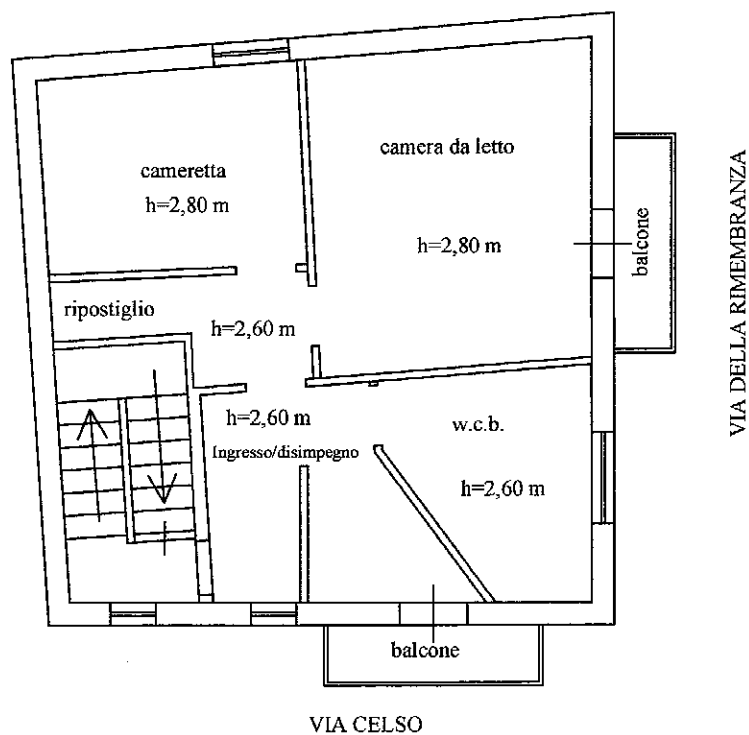 camera da letto
cameretta
h=2,80 m
h=2,80 m
balcone
VIA DELLA RIMEMBRANZA
ripostiglio
h=2,60 m
h=2,60 m
w.c.b.
Ingresso/disimpegno
h=2,60 m
balcone
VIA CELSO